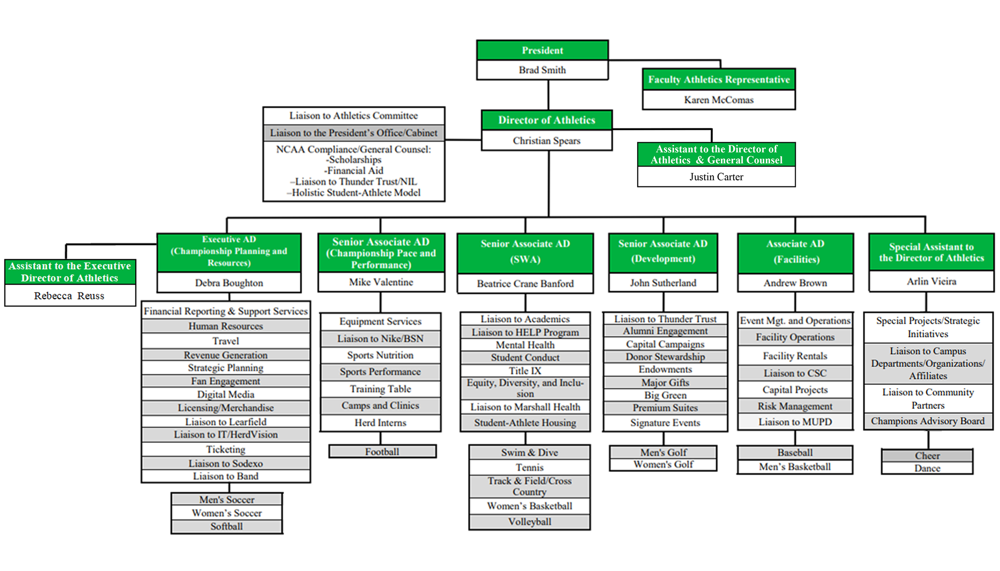 President
Brad Smith
Faculty Athletics Representative
Karen McComas
Liaison to Athletics Committee
Liaison to the President’s Office/Cabinet
NCAA Compliance/General Counsel:
-Scholarships
-Financial Aid
–Liaison to Thunder Trust/NIL
–Holistic Student-Athlete Model
Director of Athletics
Christian Spears
Assistant to the Director of
Athletics & General Counsel
Justin Carter
Assistant to the Executive
Director of Athletics
Rebecca Reuss
Executive AD
(Championship Planning and
Resources)
Debra Boughton
Financial Reporting & Support Services
Human Resources
Travel
Revenue Generation
Strategic Planning
Fan Engagement
Digital Media
Licensing/Merchandise
Liaison to Learfield
Liaison to IT/HerdVision
Ticketing
Liaison to Sodexo
Liaison to Band
Men's Soccer
Women’s Soccer
Softball
Senior Associate AD
(Championship Pace and
Performance)
Mike Valentine
Equipment Services
Liaison to Nike/BSN
Sports Nutrition
Sports Performance
Training Table
Camps and Clinics
Herd Interns
Football
Senior Associate AD
(SWA)
Beatrice Crane Banford
Liaison to Academics
Liaison to HELP Program
Mental Health
Student Conduct
Title IX
Equity, Diversity, and Inclu-
sion
Liaison to Marshall Health
Student-Athlete Housing
Swim & Dive
Tennis
Track & Field/Cross
Country
Women’s Basketball
Volleyball
Senior Associate AD
(Development)
John Sutherland
Liaison to Thunder Trust
Alumni Engagement
Capital Campaigns
Donor Stewardship
Endowments
Major Gifts
Big Green
Premium Suites
Signature Events
Men's Golf
Women's Golf
Associate AD
(Facilities)
Andrew Brown
Event Mgt. and Operations
Facility Operations
Facility Rentals
Liaison to CSC
Capital Projects
Risk Management
Liaison to MUPD
Baseball
Men’s Basketball
Special Assistant to
the Director of Athletics
Arlin Vieira
Special Projects/Strategic
Initiatives
Liaison to Campus
Departments/Organizations/
Affiliates
Liaison to Community
Partners
Champions Advisory Board
Cheer
Dance